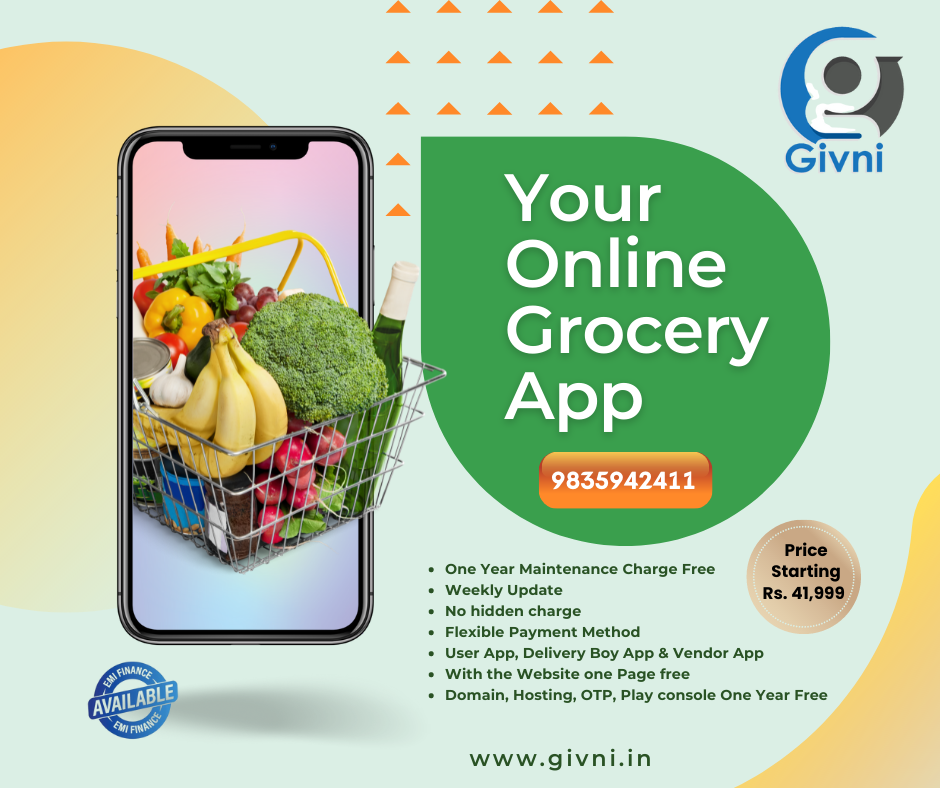 Givni
Your
Online
Grocery
App
9835942411
Price
Starting
Rs. 41,999
One Year Maintenance Charge Free
Weekly Update
No hidden charge
Flexible Payment Method
User App, Delivery Boy App & Vendor App
With the Website one Page free
Domain, Hosting, OTP, Play console One Year Free
EMI FINANCE
AVAILABLE
EMI FINANCE
www.givni.in